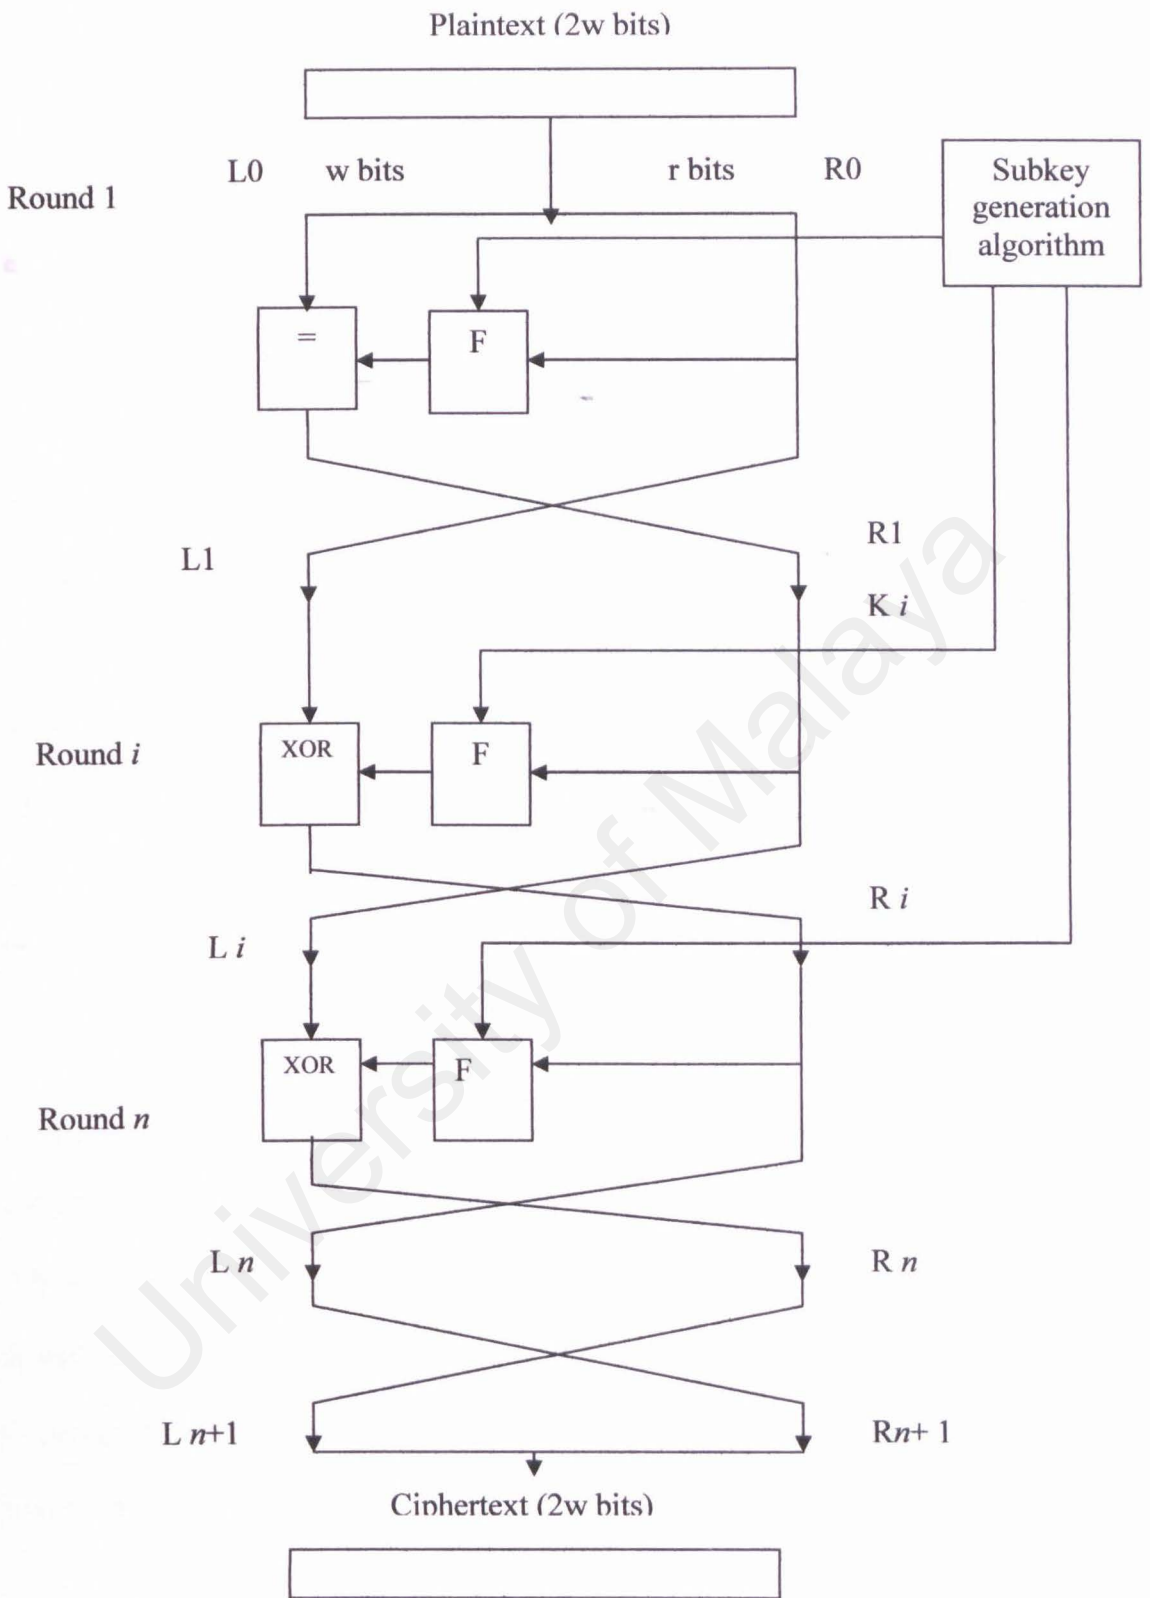 Plaintext (2w bits)
L0 w bits r bits R0
Round 1
Subkey
generation
algorithm
=
F
R1
L1
K i
Round i
XOR
F
R i
L i
XOR
F
Round n
L n
R n
L n+1
Rn+ 1
Ciphertext (2w bits)
University of Malaya